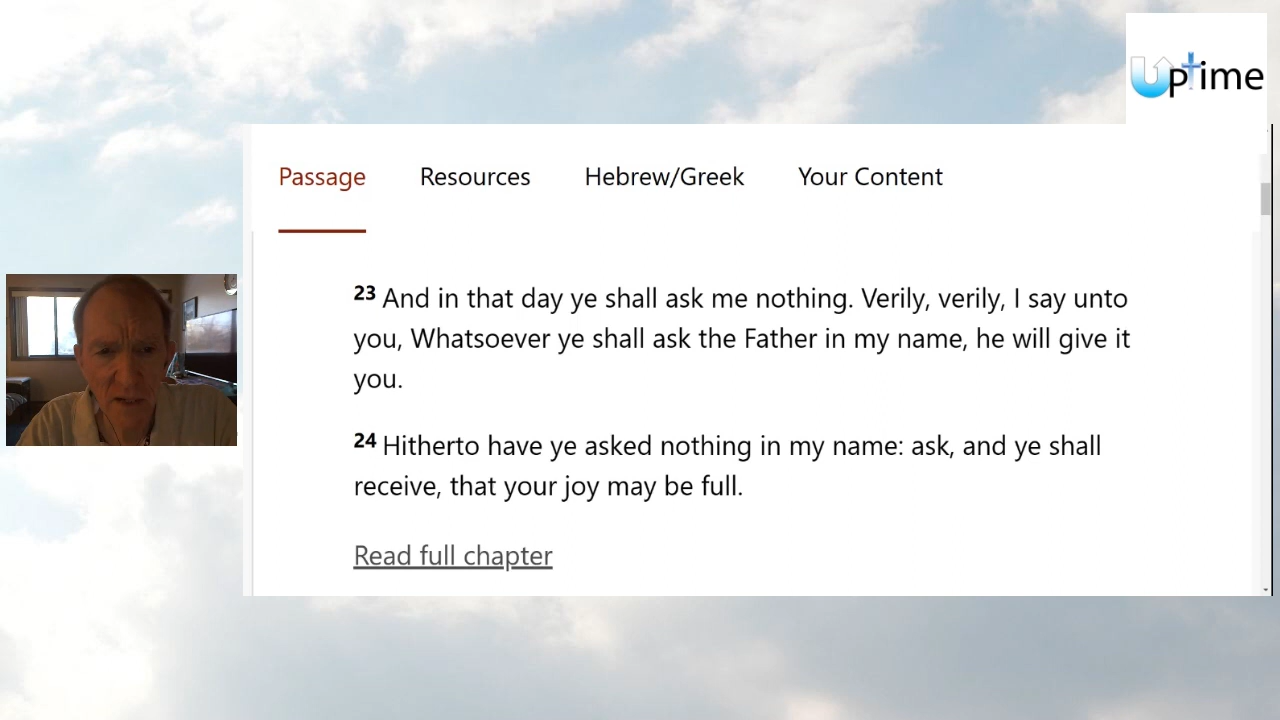 Uptime
Passage Resources Hebrew/Greek Your Content
23 And in that day ye shall ask me nothing. Verily, verily, I say unto
you, Whatsoever ye shall ask the Father in my name, he will give it
you.
24 Hitherto have ye asked nothing in my name: ask, and ye shall
receive, that your joy may be full.
Read full chapter